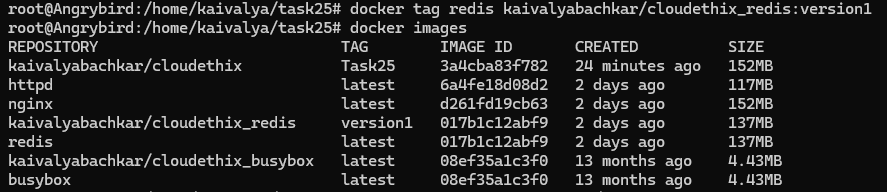 root@Angrybird:/home/kaivalya/task25# docker tag redis kaivalyabachkar/cloudethix_redis:version1
root@Angrybird:/home/kaivalya/task25# docker images
REPOSITORY TAG IMAGE ID CREATED SIZE
kaivalyabachkar/cloudethix Task25 3a4cba83f782 24 minutes ago 152MB
httpd latest 6a4fe18d08d2 2 days ago 117MB
nginx latest d261fd19cb63 2 days ago 152MB
kaivalyabachkar/cloudethix_redis version1 017b1c12abf9 2 days ago 137MB
redis latest 017b1c12abf9 2 days ago 137MB
kaivalyabachkar/cloudethix_busybox latest 08ef35a1c3f0 13 months ago 4.43MB
busybox latest 08ef35a1c3f0 13 months ago 4.43MB